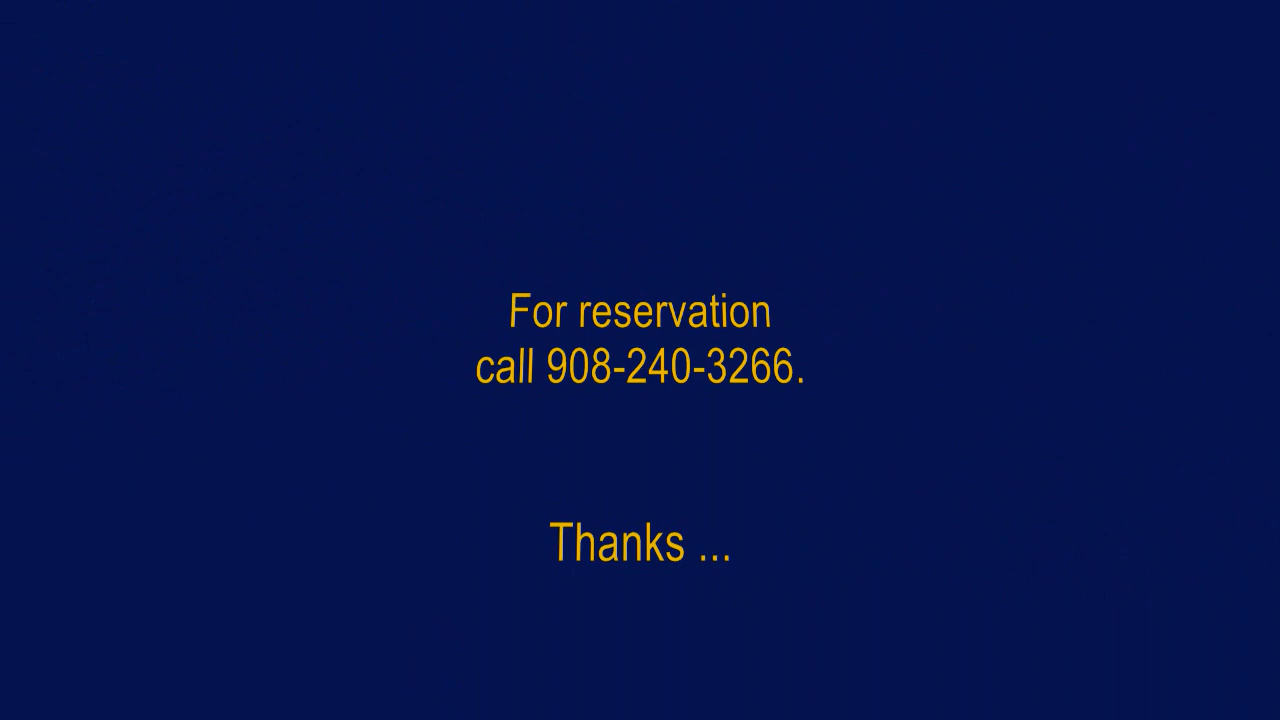 For reservation
call 908-240-3266.
Thanks ...